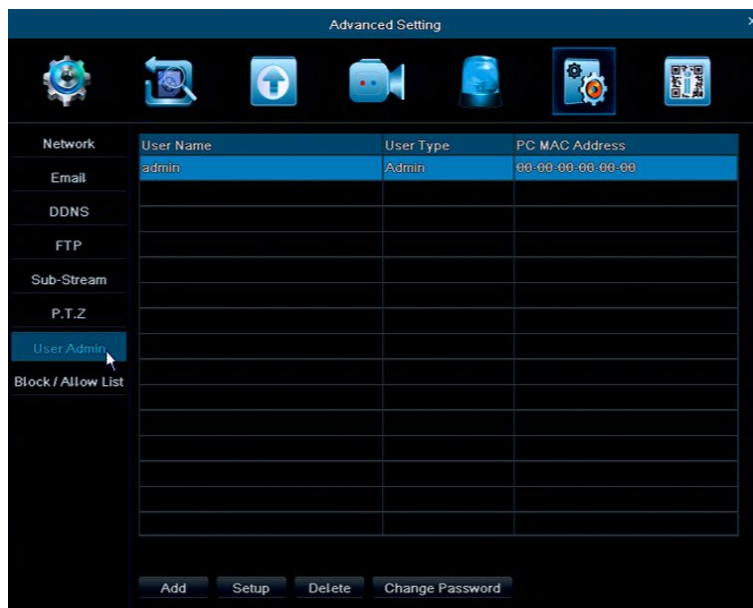 Advanced Setting
Network
Email
DDNS
FTP
Sub-Stream
P.T.Z
User Admin
Block / Allow List
User Name User Type PC MAC Address
admin Admin 00-00-00-00-00-00
Add Setup Delete Change Password